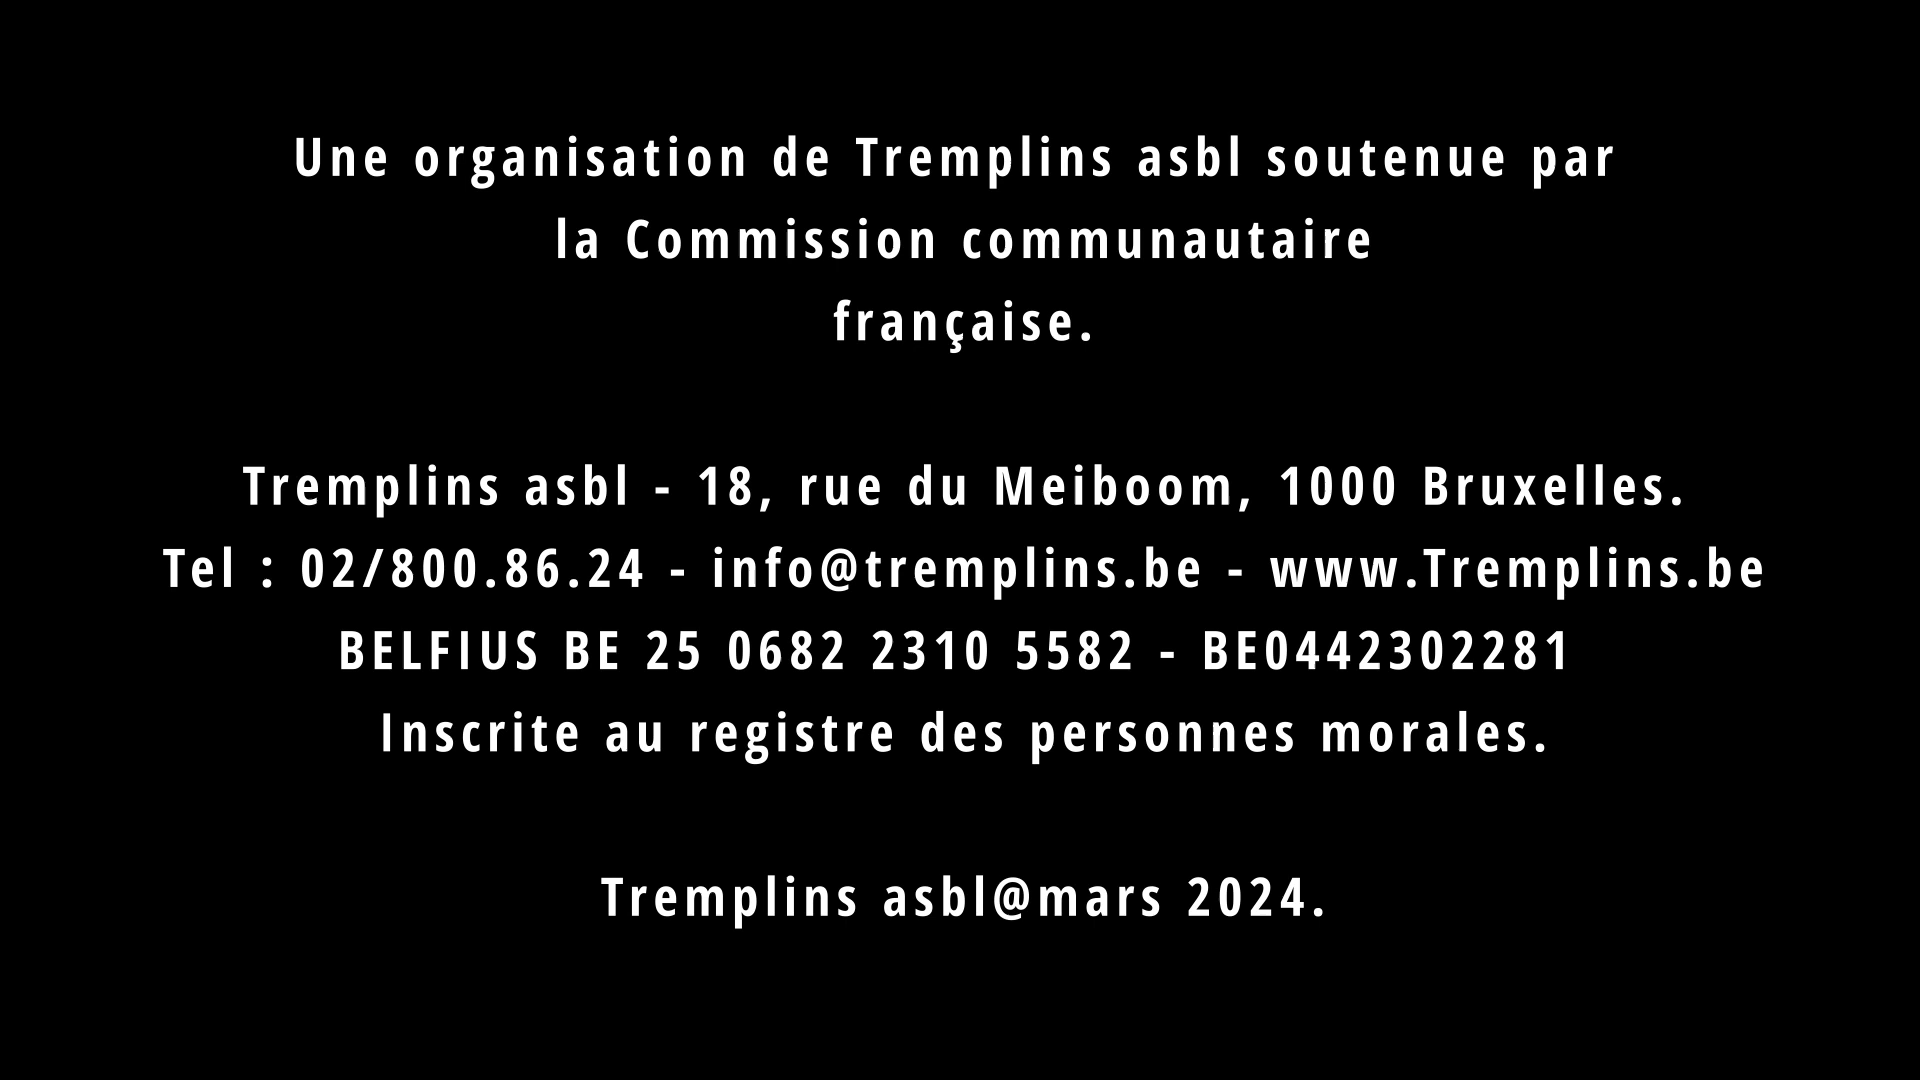 Une organisation de Tremplins asbl soutenue par
la Commission communautaire
française.
Tremplins asbl - 18, rue du Meiboom, 1000 Bruxelles.
Tel : 02/800.86.24 - info@tremplins.be - www.Tremplins.be
BELFIUS BE 25 0682 2310 5582 - BE0442302281
Inscrite au registre des personnes morales.
Tremplins asbl@mars 2024.